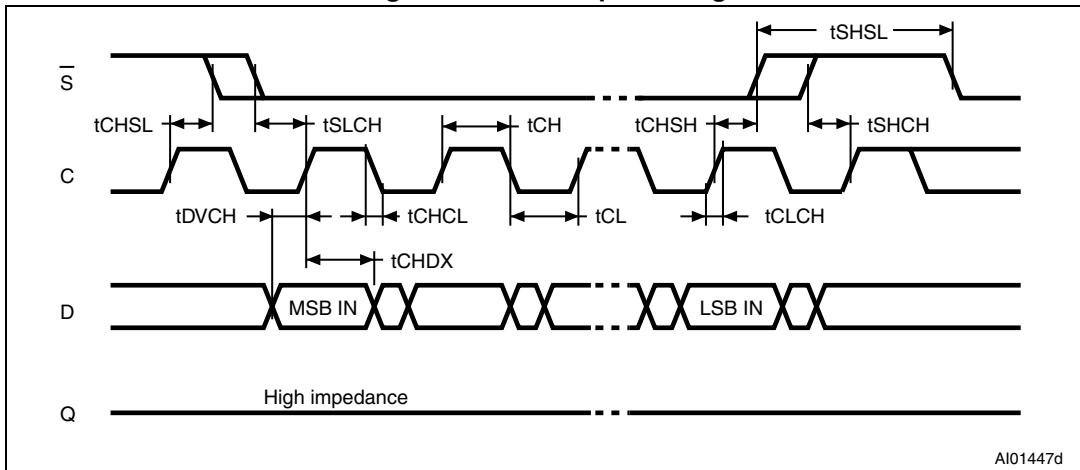 tSHSL
S
tCHSL
tSLCH
tCH
tCHSH
tSHCH
C
tDVCH
tCHCL
tCL
tCLCH
tCHDX
D
MSB IN
LSB IN
High impedance
Q
AI01447d